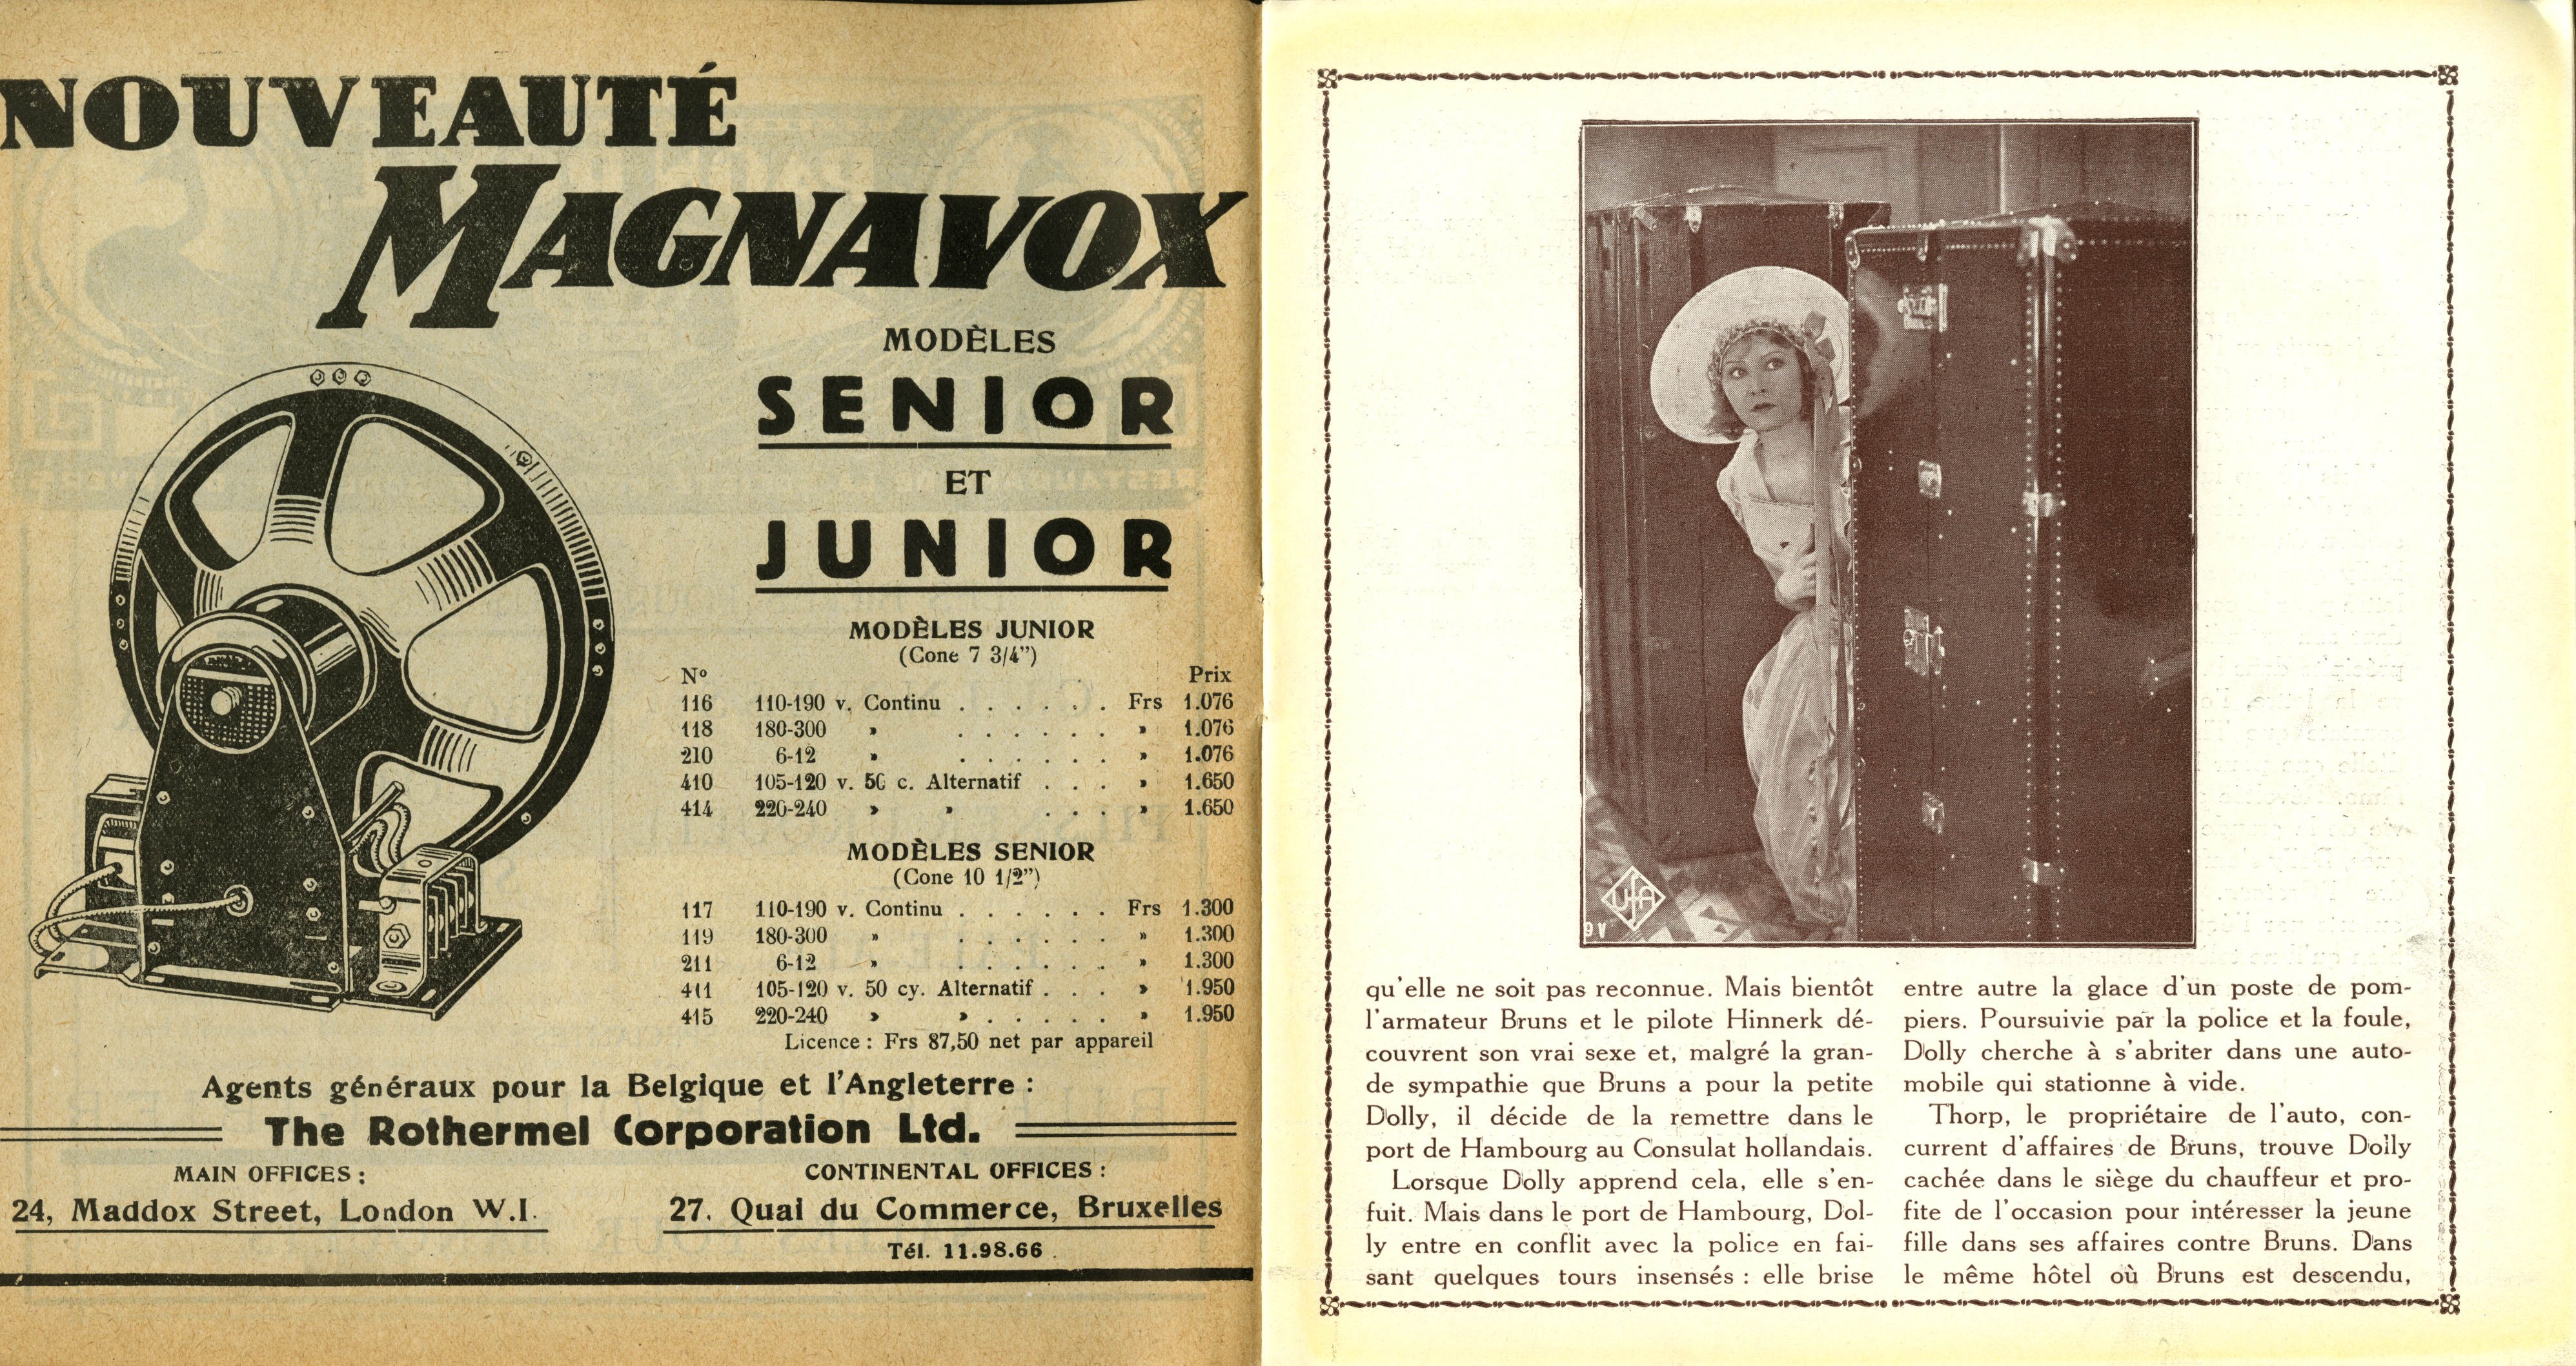 NOUVEAUTÉ
MAGNAVOX
MODÈLES
SENIOR
ET
JUNIOR
MODÈLES JUNIOR
(Cone 7 3/4")
Nº Prix
116 110-190 v. Continu . . . . . . Frs 1.076
118 180-300 » . . . . . . » 1.076
210 6-12 » . . . . . . » 1.076
410 105-120 v. 50 c. Alternatif . . . » 1.650
414 220-240 » » . . . » 1.650
MODÈLES SENIOR
(Cone 10 1/2")
117 110-190 v. Continu . . . . . . Frs 1.300
119 180-300 » . . . . . . » 1.300
211 6-12 » . . . . . . » 1.300
411 105-120 v. 50 cy. Alternatif . . . » 1.950
415 220-240 » » . . . . . » 1.950
Licence : Frs 87,50 net par appareil
Agents généraux pour la Belgique et l'Angleterre :
The Rothermel Corporation Ltd.
MAIN OFFICES :
24, Maddox Street, London W.I.
CONTINENTAL OFFICES :
27. Quai du Commerce, Bruxelles
Tél. 11.98.66
UFA
9 V
qu'elle ne soit pas reconnue. Mais bientôt
l'armateur Bruns et le pilote Hinnerk dé-
couvrent son vrai sexe et, malgré la gran-
de sympathie que Bruns a pour la petite
Dolly, il décide de la remettre dans le
port de Hambourg au Consulat hollandais.
Lorsque Dolly apprend cela, elle s'en-
fuit. Mais dans le port de Hambourg, Dol-
ly entre en conflit avec la police en fai-
sant quelques tours insensés : elle brise
entre autre la glace d'un poste de pom-
piers. Poursuivie par la police et la foule,
Dolly cherche à s'abriter dans une auto-
mobile qui stationne à vide.
Thorp, le propriétaire de l'auto, con-
current d'affaires de Bruns, trouve Dolly
cachée dans le siège du chauffeur et pro-
fite de l'occasion pour intéresser la jeune
fille dans ses affaires contre Bruns. Dans
le même hôtel où Bruns est descendu,